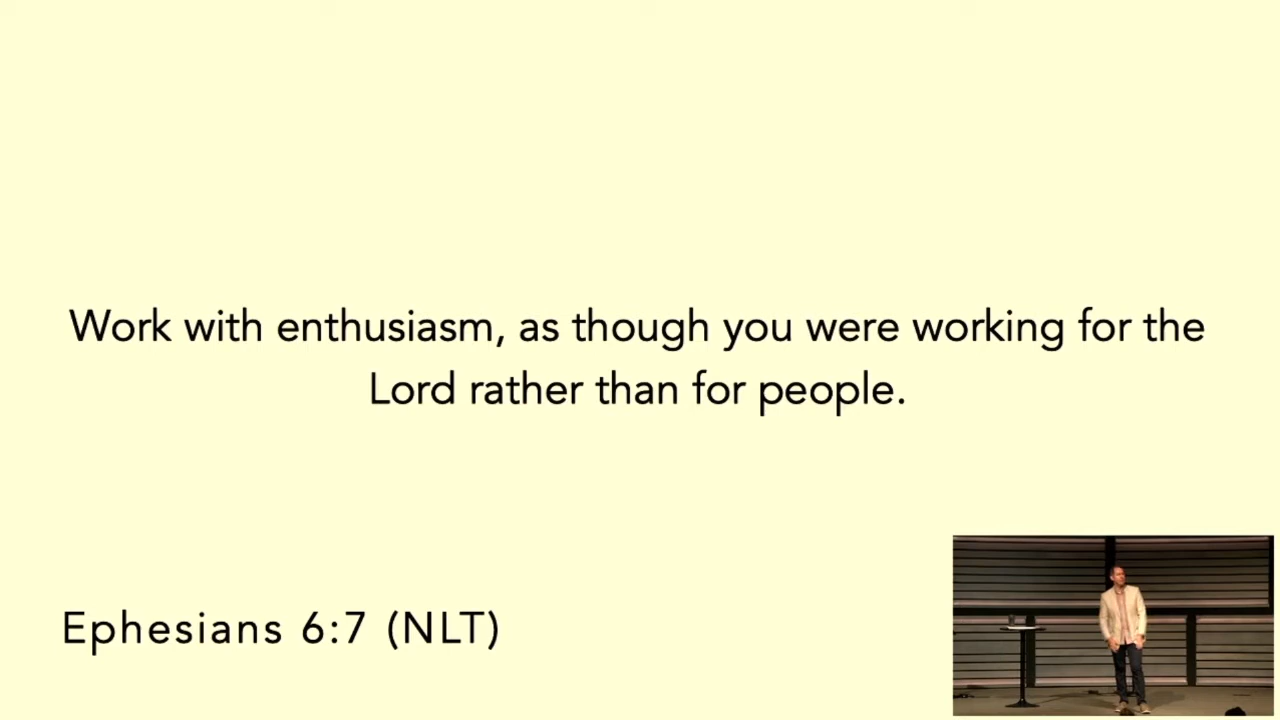 Work with enthusiasm, as though you were working for the
Lord rather than for people.
Ephesians 6:7 (NLT)